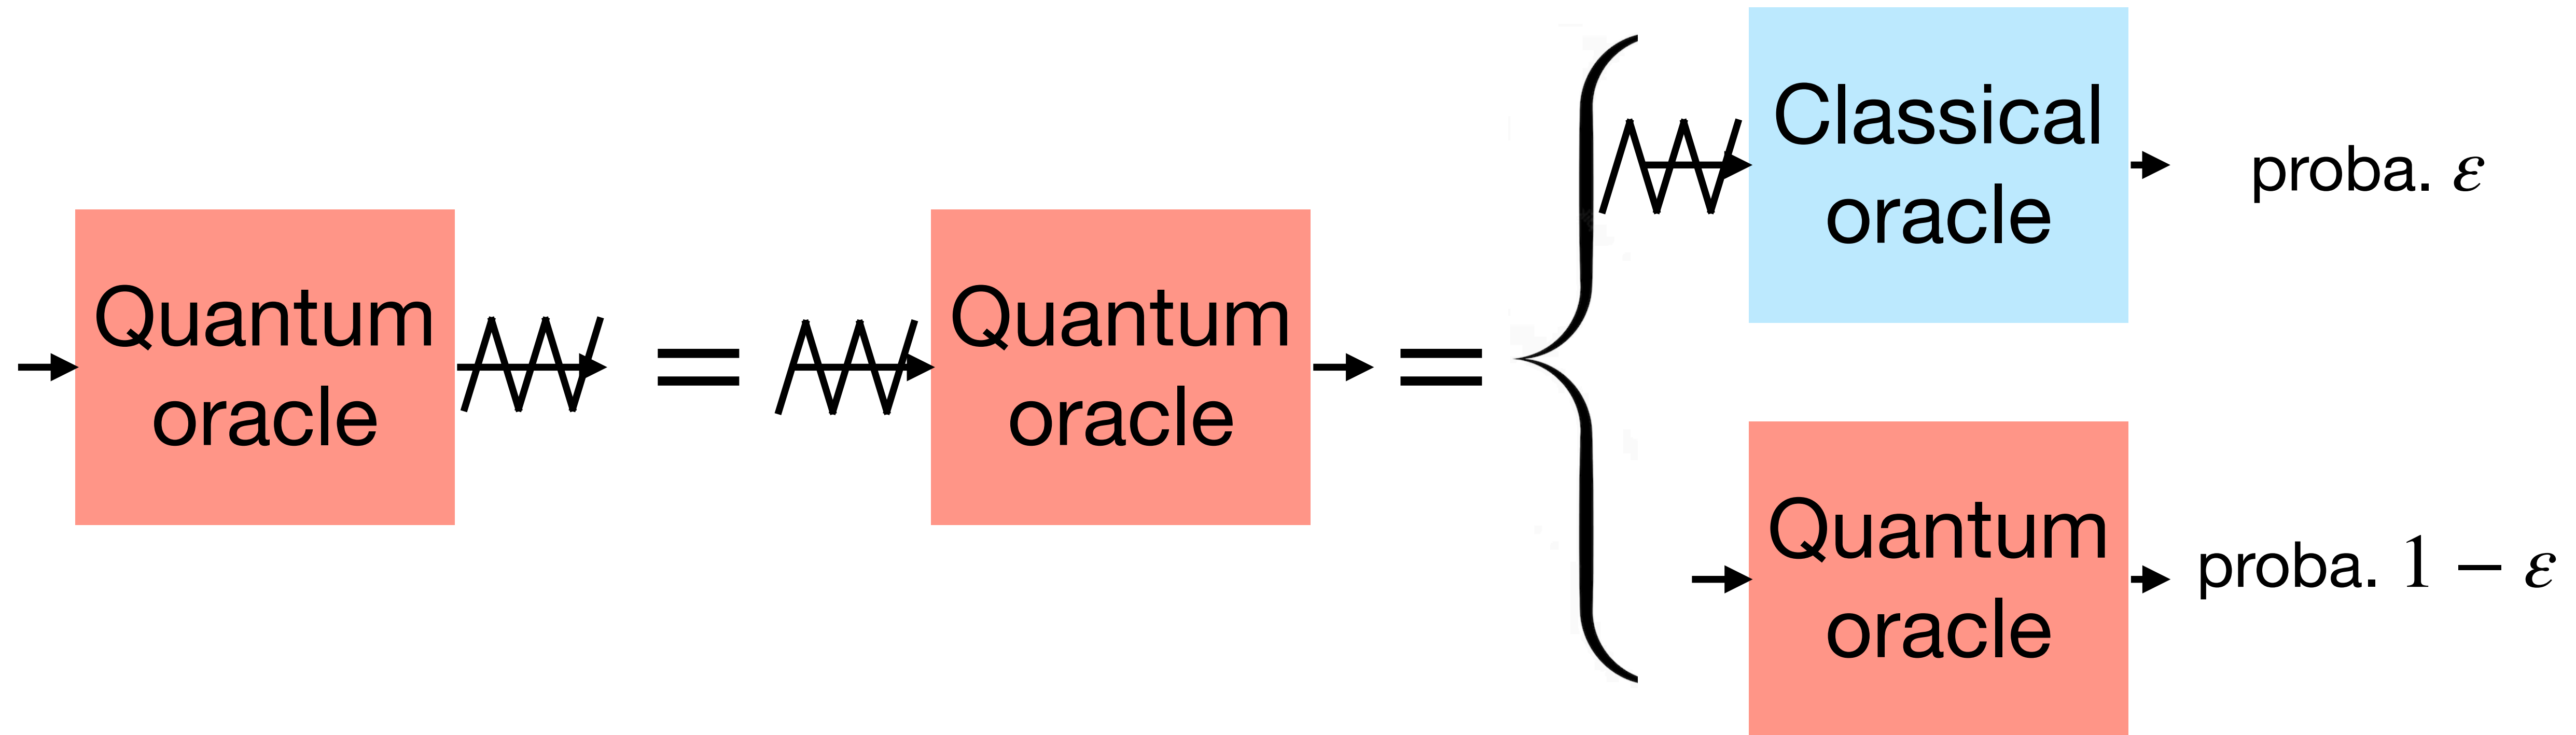 Quantum
oracle
=
Quantum
oracle
=
Classical
oracle
proba. ε
Quantum
oracle
proba. 1 − ε